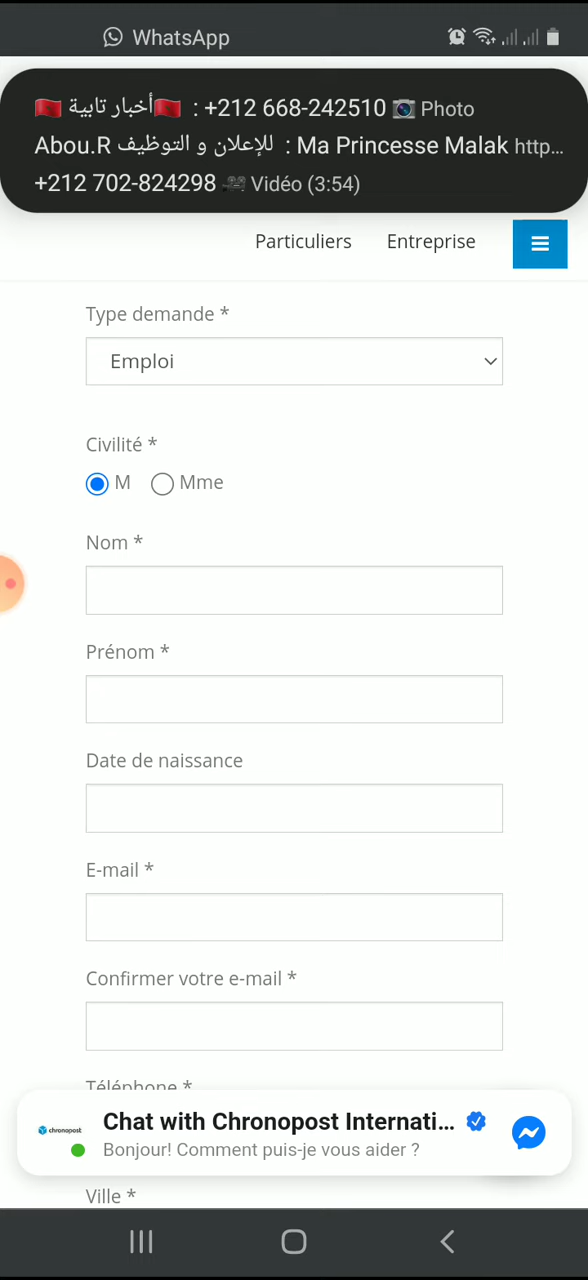 WhatsApp
🇲🇦أخبار تابية🇲🇦 : +212 668-242510 📷 Photo
Abou.R للإعلان و التوظيف : Ma Princesse Malak http...
+212 702-824298 🎥 Vidéo (3:54)
Particuliers Entreprise
Type demande *
Emploi
Civilité *
M Mme
Nom *
Prénom *
Date de naissance
E-mail *
Confirmer votre e-mail *
Téléphone *
chronopost
Chat with Chronopost Internati...
Bonjour! Comment puis-je vous aider ?
Ville *